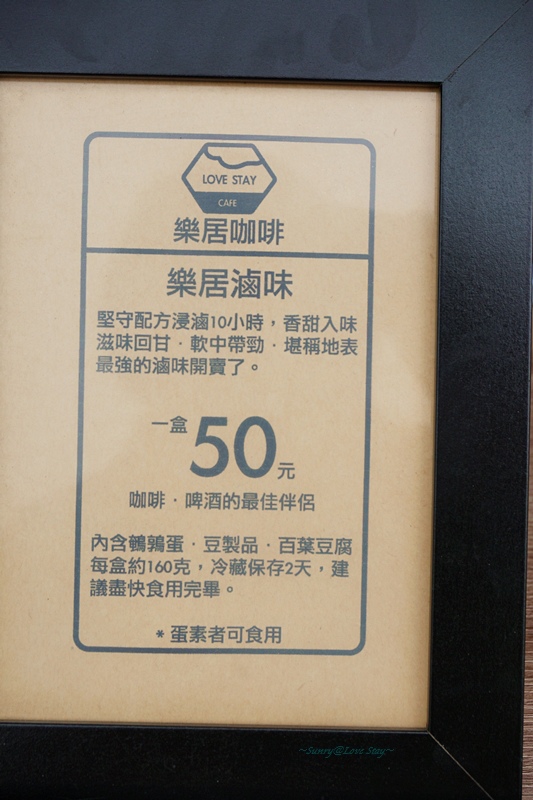 LOVE STAY
CAFE
樂居咖啡
樂居滷味
堅守配方浸滷10小時，香甜入味
滋味回甘．軟中帶勁．堪稱地表
最強的滷味開賣了。
一盒50元
咖啡．啤酒的最佳伴侶
內含鵪鶉蛋．豆製品．百葉豆腐
每盒約160克，冷藏保存2天，建
議盡快食用完畢。
* 蛋素者可食用
~Sunry@Love Stay~